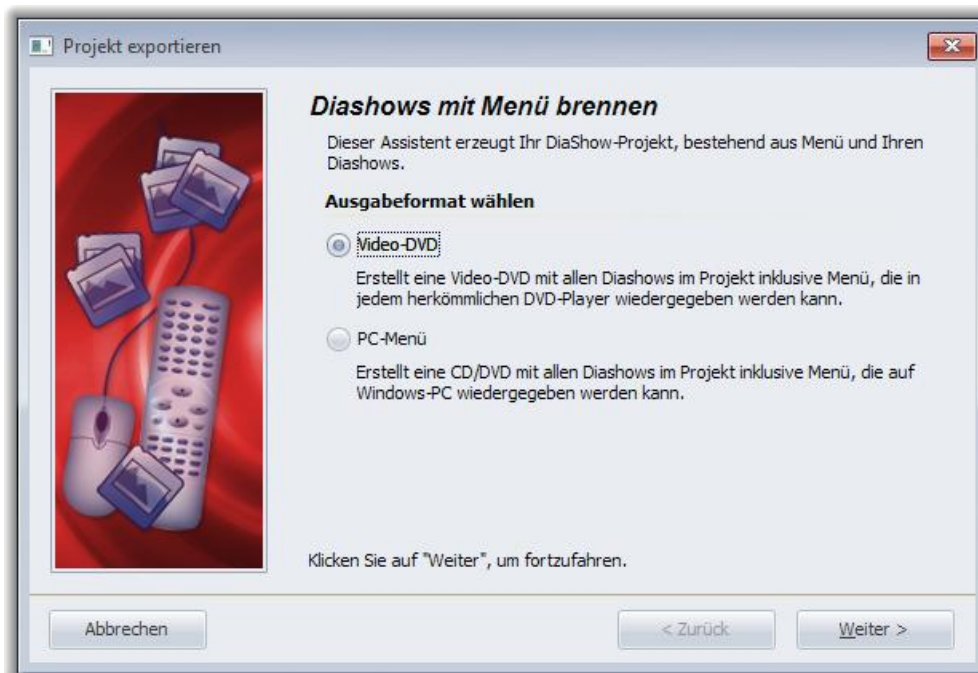 Projekt exportieren
Diashows mit Menü brennen
Dieser Assistent erzeugt Ihr DiaShow-Projekt, bestehend aus Menü und Ihren
Diashows.
Ausgabeformat wählen
Video-DVD
Erstellt eine Video-DVD mit allen Diashows im Projekt inklusive Menü, die in
jedem herkömmlichen DVD-Player wiedergegeben werden kann.
PC-Menü
Erstellt eine CD/DVD mit allen Diashows im Projekt inklusive Menü, die auf
Windows-PC wiedergegeben werden kann.
Klicken Sie auf "Weiter", um fortzufahren.
Abbrechen
< Zurück
Weiter >